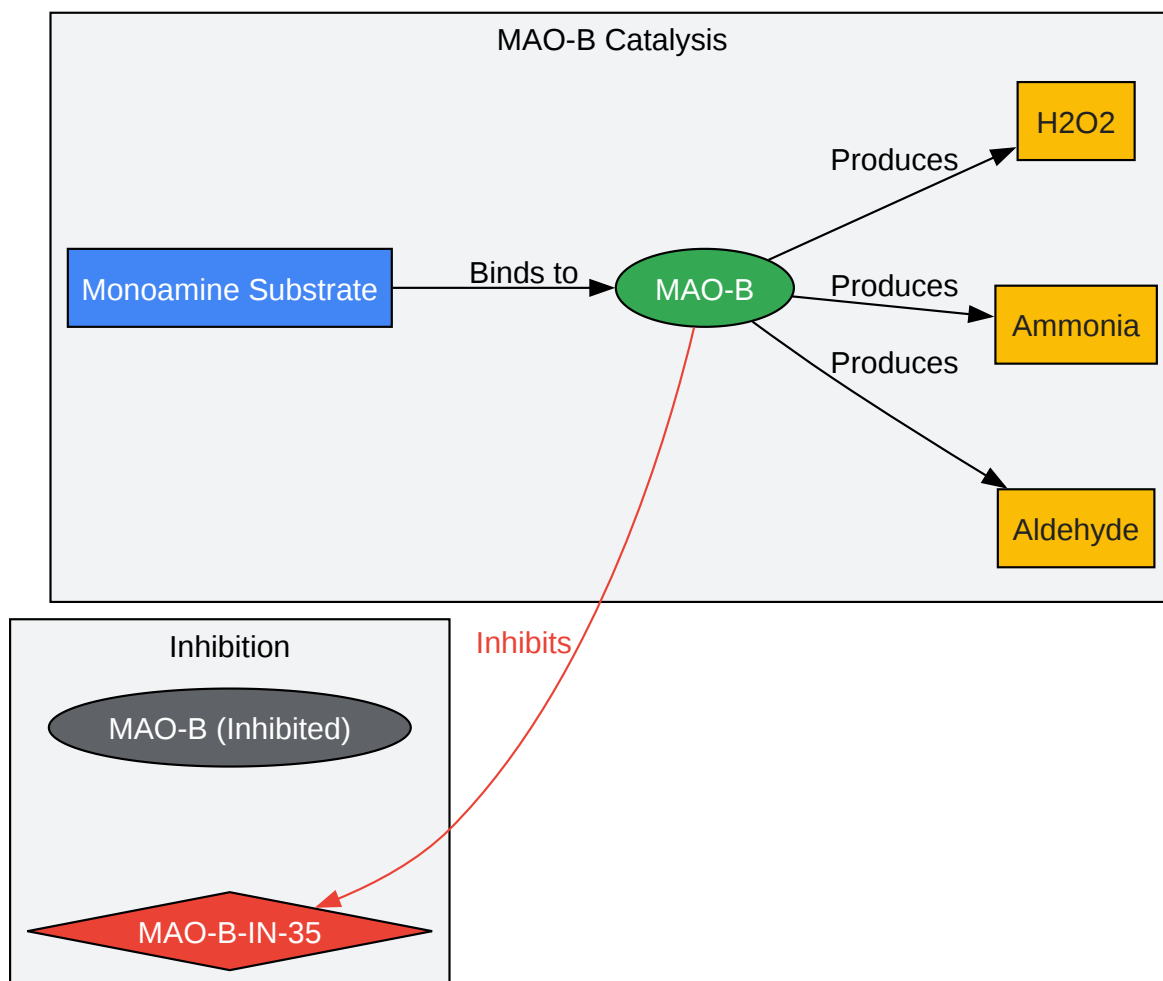 MAO-B Catalysis
H2O2
Produces
Monoamine Substrate
Binds to
MAO-B
Produces
Ammonia
Produces
Aldehyde
Inhibition
Inhibits
MAO-B (Inhibited)
MAO-B-IN-35